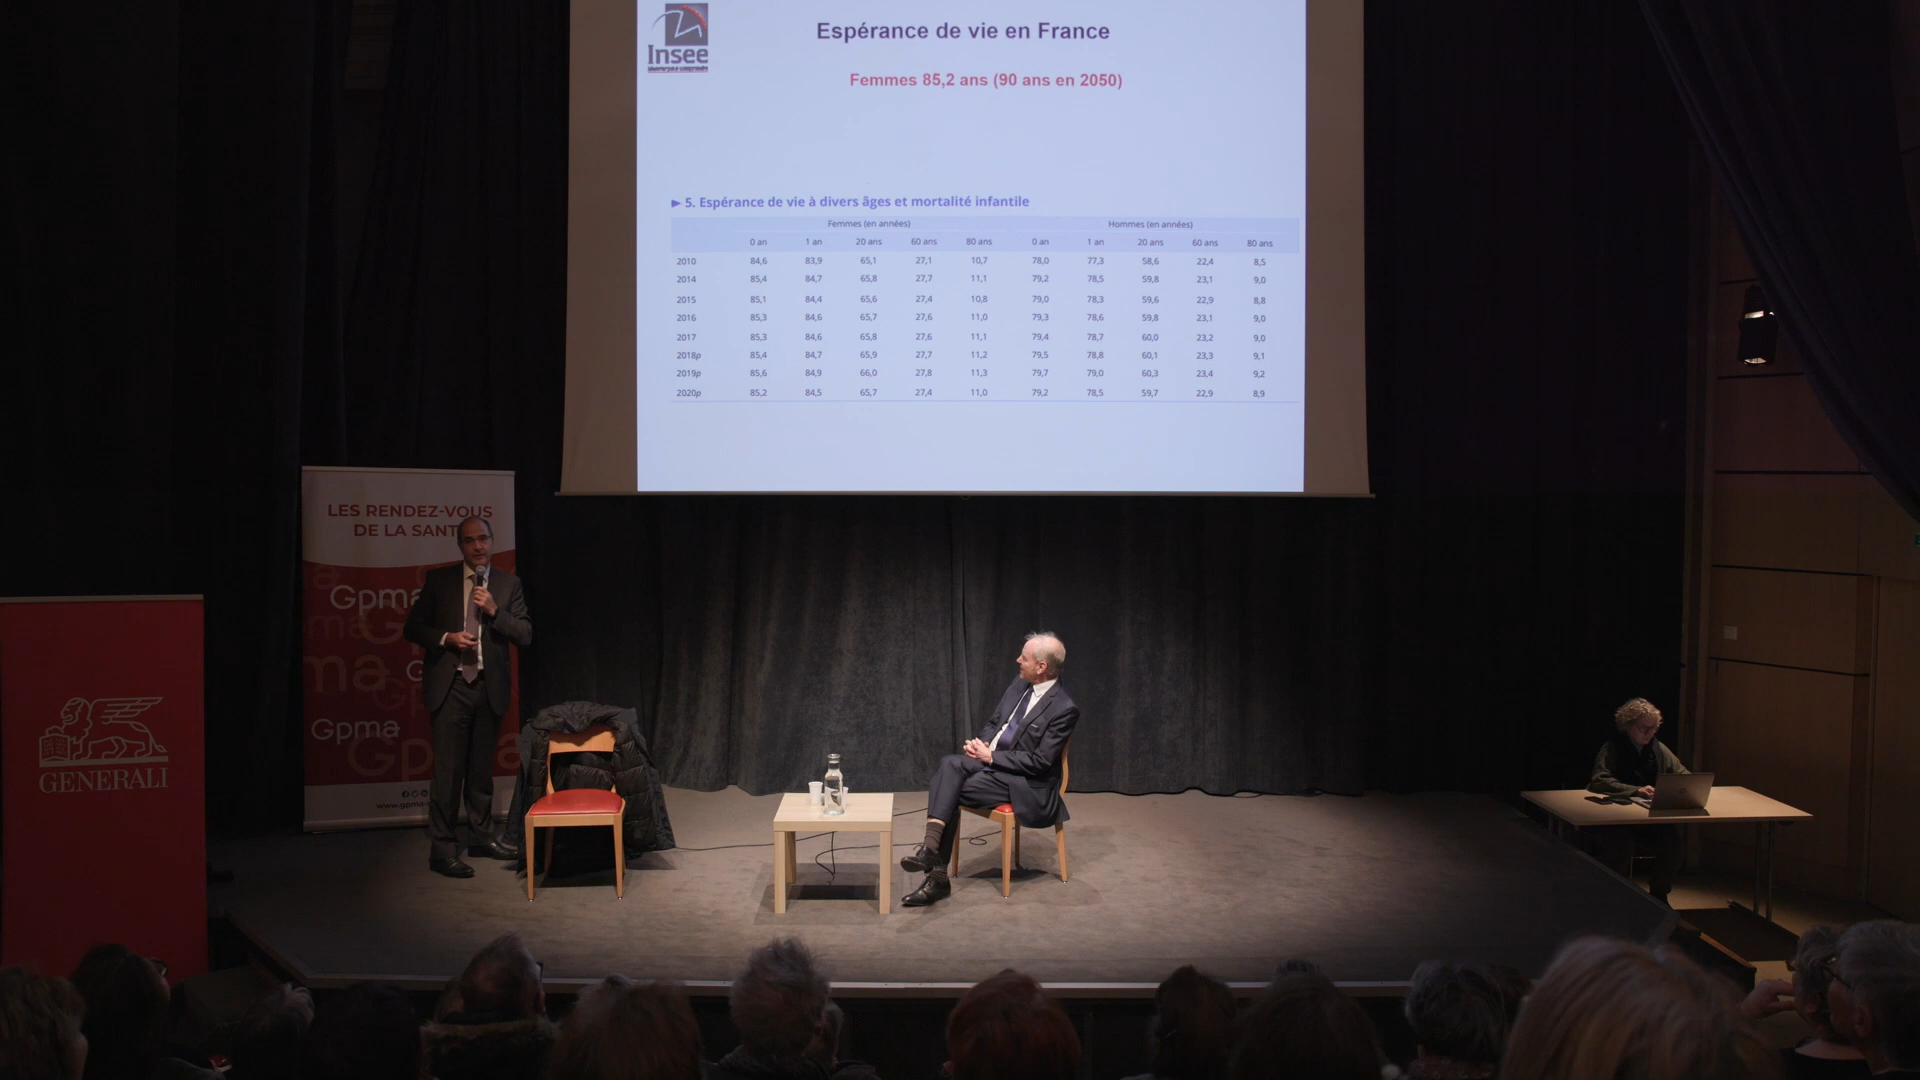 Insee
Espérance de vie en France
Femmes 85,2 ans (90 ans en 2050)
► 5. Espérance de vie à divers âges et mortalité infantile
Femmes (en années) Hommes (en années)
0 an 1 an 20 ans 60 ans 80 ans 0 an 1 an 20 ans 60 ans 80 ans
2010 84,6 83,9 65,1 27,1 10,7 78,0 77,3 58,6 22,4 8,5
2014 85,4 84,7 65,8 27,7 11,1 79,2 78,5 59,8 23,1 9,0
2015 85,1 84,4 65,6 27,4 10,8 79,0 78,3 59,6 22,9 8,8
2016 85,3 84,6 65,7 27,6 11,0 79,3 78,6 59,8 23,1 9,0
2017 85,3 84,6 65,8 27,6 11,1 79,4 78,7 60,0 23,2 9,0
2018p 85,4 84,7 65,9 27,7 11,2 79,5 78,8 60,1 23,3 9,1
2019p 85,6 84,9 66,0 27,8 11,3 79,7 79,0 60,3 23,4 9,2
2020p 85,2 84,5 65,7 27,4 11,0 79,2 78,5 59,7 22,9 8,9
LES RENDEZ-VOUS
DE LA SANT
Gpma
ma
Gpma
www.gpma-
GENERALI